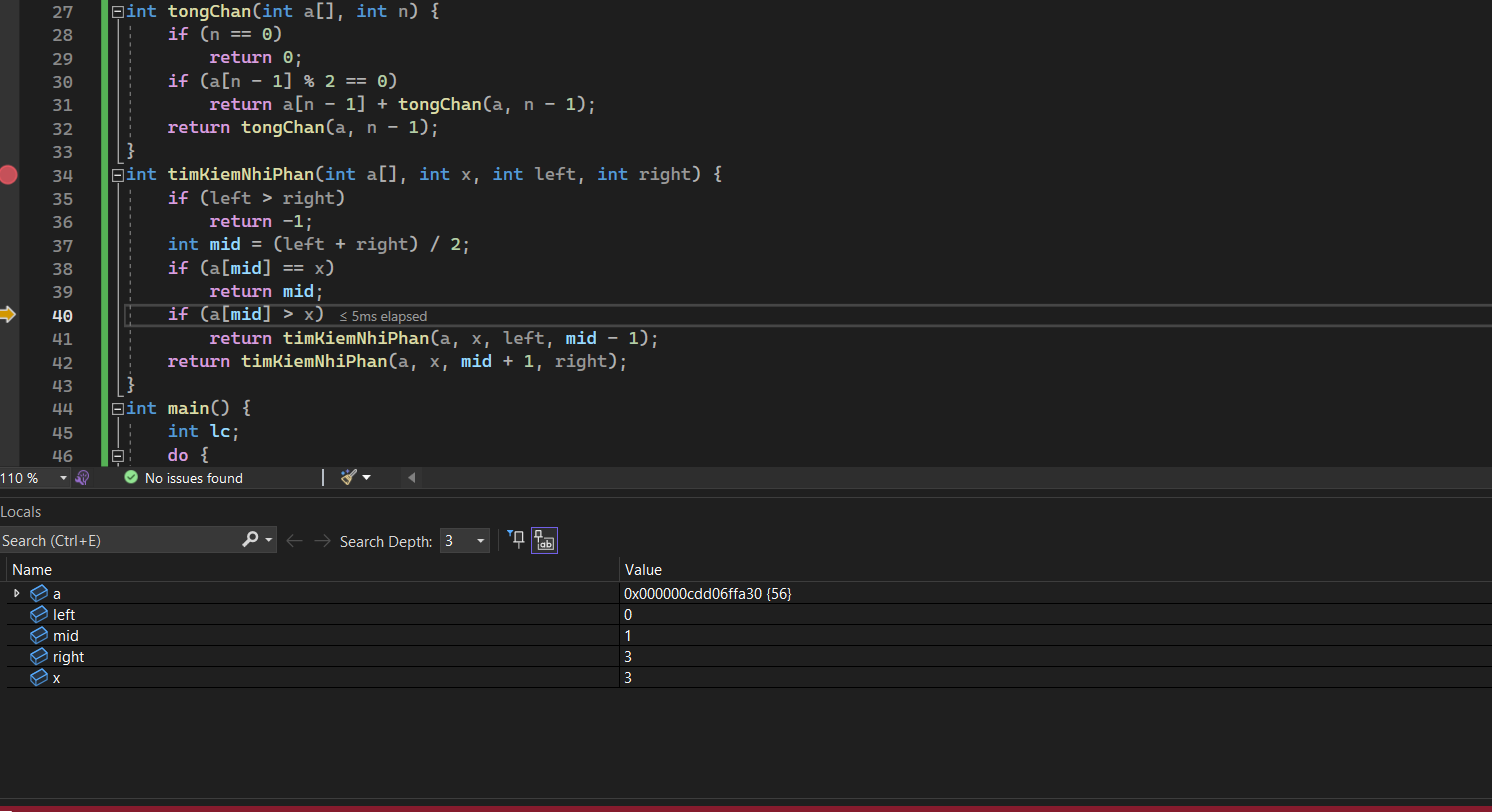 27 int tongChan(int a[], int n) {
28 if (n == 0)
29 return 0;
30 if (a[n - 1] % 2 == 0)
31 return a[n - 1] + tongChan(a, n - 1);
32 return tongChan(a, n - 1);
33 }
34 int timKiemNhiPhan(int a[], int x, int left, int right) {
35 if (left > right)
36 return -1;
37 int mid = (left + right) / 2;
38 if (a[mid] == x)
39 return mid;
40 if (a[mid] > x) ≤ 5ms elapsed
41 return timKiemNhiPhan(a, x, left, mid - 1);
42 return timKiemNhiPhan(a, x, mid + 1, right);
43 }
44 int main() {
45 int lc;
46 do {
110 % No issues found
Locals
Search (Ctrl+E) Search Depth: 3
Name Value
a 0x000000cdd06ffa30 {56}
left 0
mid 1
right 3
x 3